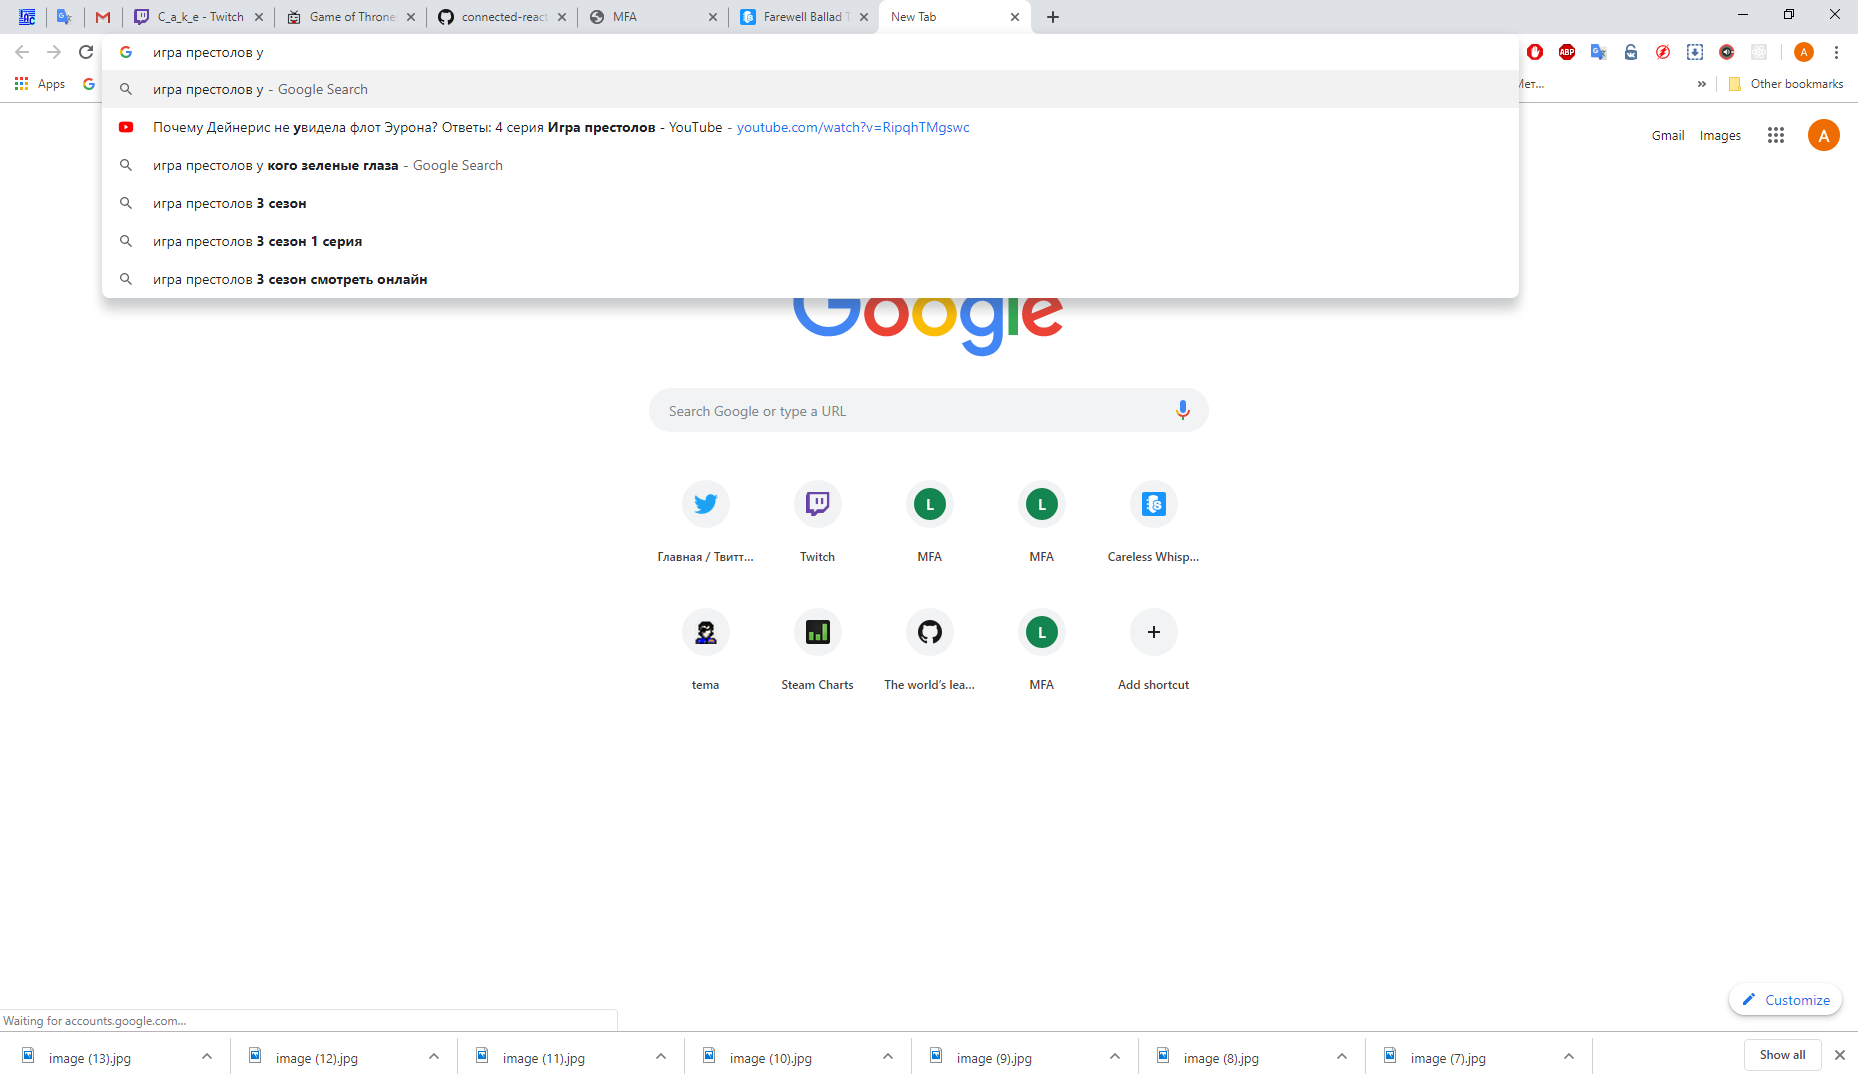 C_a_k_e - Twitch
Game of Throne
connected-react
MFA
Farewell Ballad T
New Tab
игра престолов у
ABP
A
Apps
игра престолов у - Google Search
Мет...
» Other bookmarks
Почему Дейнерис не увидела флот Эурона? Ответы: 4 серия Игра престолов - YouTube - youtube.com/watch?v=RipqhTMgswc
Gmail Images A
игра престолов у кого зеленые глаза - Google Search
игра престолов 3 сезон
игра престолов 3 сезон 1 серия
игра престолов 3 сезон смотреть онлайн
Google
Search Google or type a URL
L L
Главная / Твитт... Twitch MFA MFA Careless Whisp...
L
tema Steam Charts The world's lea... MFA Add shortcut
Customize
Waiting for accounts.google.com...
image (13).jpg image (12).jpg image (11).jpg image (10).jpg image (9).jpg image (8).jpg image (7).jpg Show all